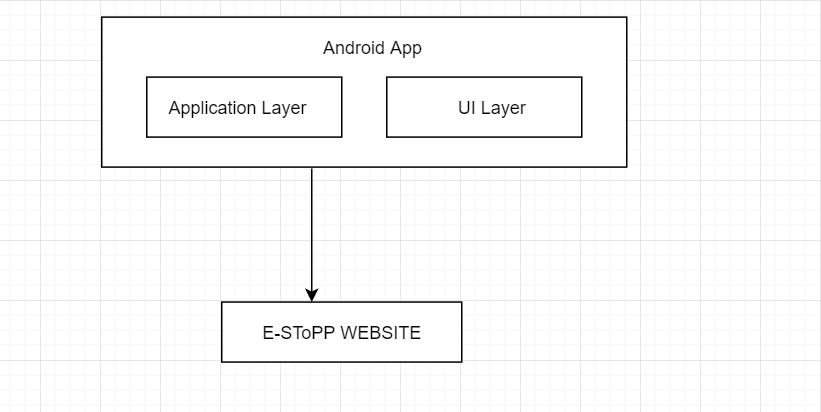 Android App
Application Layer
UI Layer
E-SToPP WEBSITE